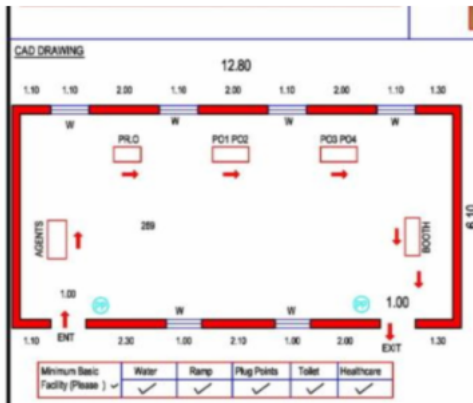 CAD DRAWING
12.80
1.10 1.10 2.00 1.10 2.00 1.10 2.00 1.10 1.30
W W W W
PR.O PO1 PO2 PO3 PO4
AGENTS
289
BOOTH
6.10
1.00 1.00
W W
ENT EXIT
1.10 2.30 1.00 2.10 1.00 2.00 1.30
Minimum Basic Facility (Please ) ✓ Water Ramp Plug Points Toilet Healthcare
✓ ✓ ✓ ✓ ✓